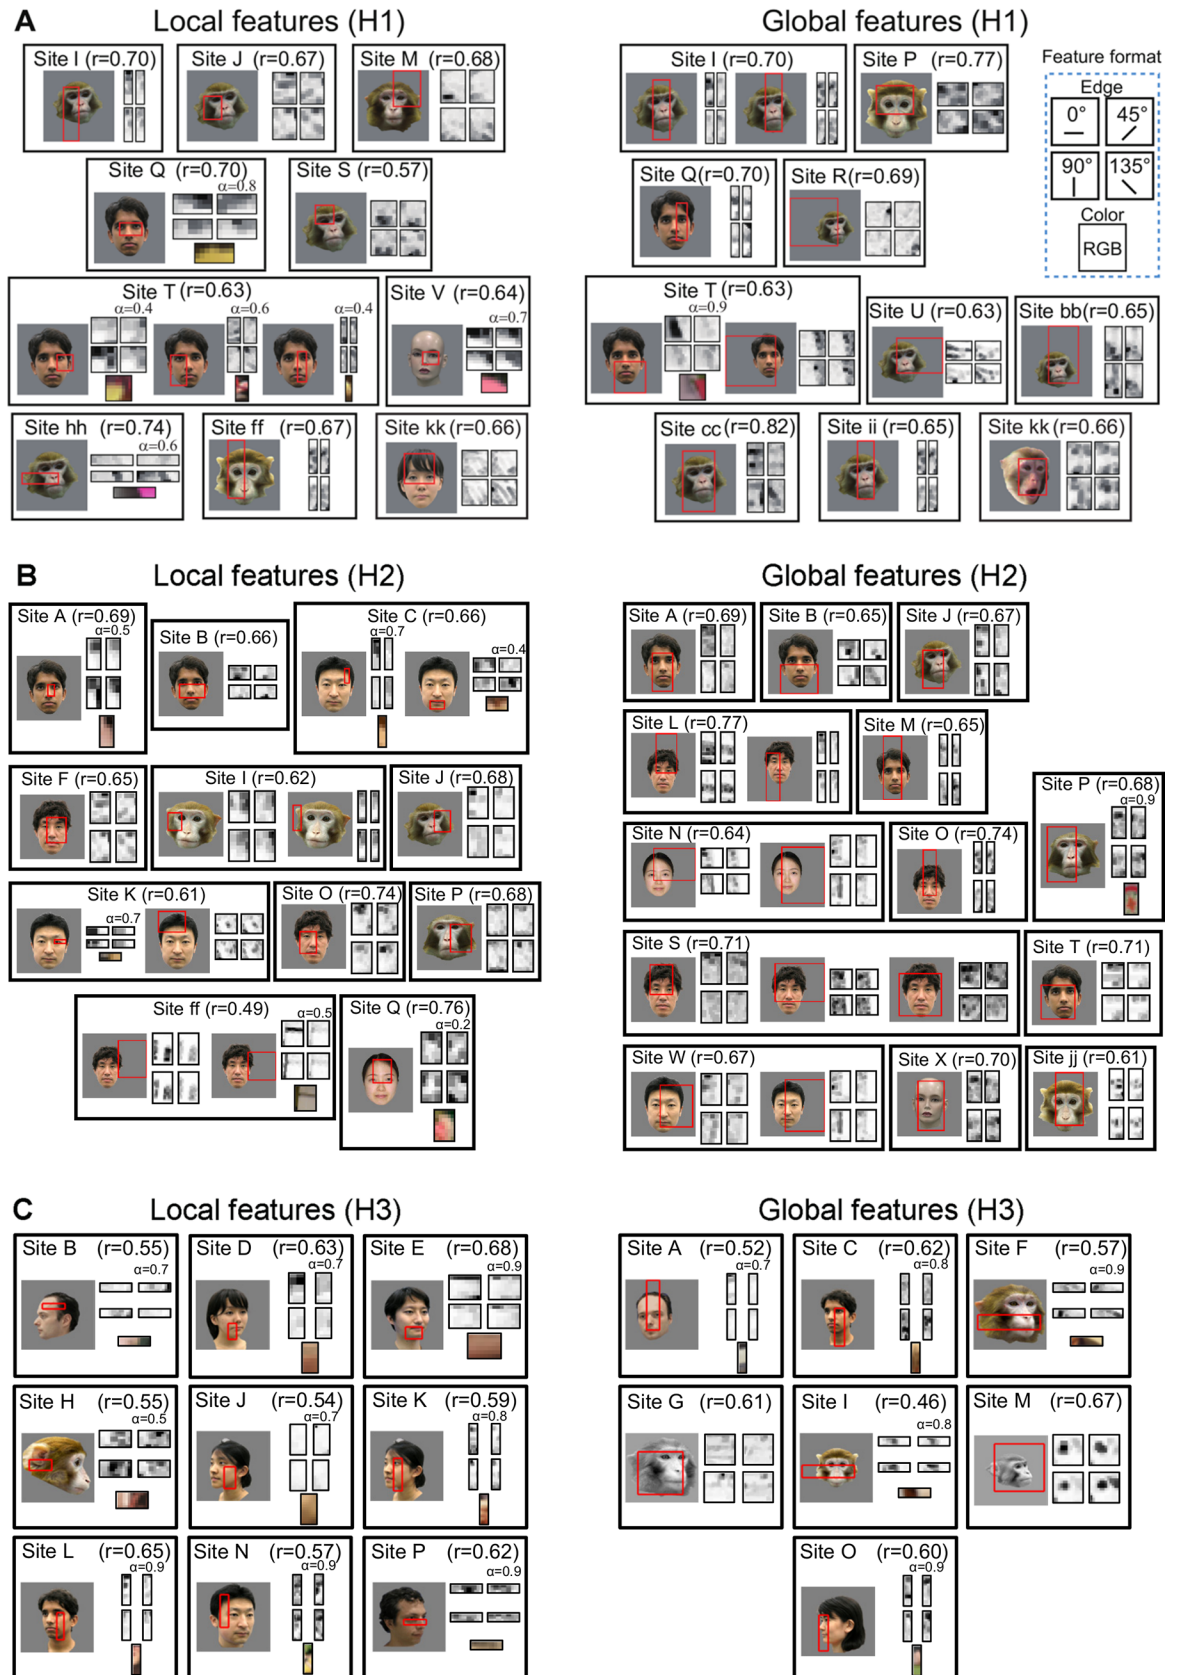 A Local features (H1) Global features (H1)
Site I (r=0.70) Site J (r=0.67) Site M (r=0.68)
Site Q (r=0.70) Site S (r=0.57)
α=0.8
Site T (r=0.63) Site V (r=0.64)
α=0.4 α=0.6 α=0.4 α=0.7
Site hh (r=0.74) Site ff (r=0.67) Site kk (r=0.66)
α=0.6
Site I (r=0.70) Site P (r=0.77)
Site Q(r=0.70) Site R(r=0.69)
Site T (r=0.63) Site U (r=0.63) Site bb(r=0.65)
α=0.9
Site cc (r=0.82) Site ii (r=0.65) Site kk (r=0.66)
Feature format
Edge
0° 45°
90° 135°
Color
RGB
B Local features (H2) Global features (H2)
Site A (r=0.69) Site B (r=0.66) Site C (r=0.66)
α=0.5 α=0.7 α=0.4
Site F (r=0.65) Site I (r=0.62) Site J (r=0.68)
Site K (r=0.61) Site O (r=0.74) Site P (r=0.68)
α=0.7
Site ff (r=0.49) Site Q (r=0.76)
α=0.5 α=0.2
Site A (r=0.69) Site B (r=0.65) Site J (r=0.67)
Site L (r=0.77) Site M (r=0.65)
Site P (r=0.68)
α=0.9
Site N (r=0.64) Site O (r=0.74)
Site S (r=0.71) Site T (r=0.71)
Site W (r=0.67) Site X (r=0.70) Site jj (r=0.61)
C Local features (H3) Global features (H3)
Site B (r=0.55) Site D (r=0.63) Site E (r=0.68)
α=0.7 α=0.7 α=0.9
Site H (r=0.55) Site J (r=0.54) Site K (r=0.59)
α=0.5 α=0.7 α=0.8
Site L (r=0.65) Site N (r=0.57) Site P (r=0.62)
α=0.9 α=0.9 α=0.9
Site A (r=0.52) Site C (r=0.62) Site F (r=0.57)
α=0.7 α=0.8 α=0.9
Site G (r=0.61) Site I (r=0.46) Site M (r=0.67)
α=0.8
Site O (r=0.60)
α=0.9